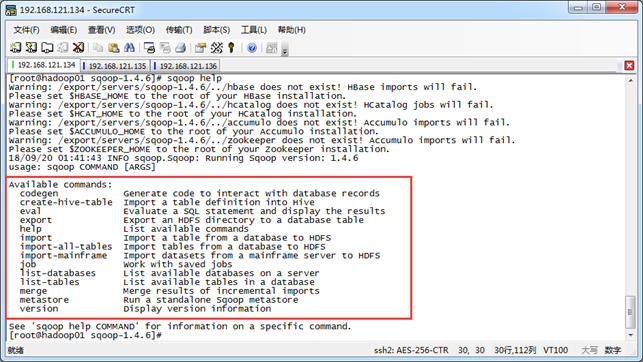 192.168.121.134 - SecureCRT
文件(F) 编辑(E) 查看(V) 选项(O) 传输(T) 脚本(S) 工具(L) 帮助(H)
192.168.121.134 192.168.121.135 192.168.121.136
[root@hadoop01 sqoop-1.4.6]# sqoop help
Warning: /export/servers/sqoop-1.4.6/../hbase does not exist! HBase imports will fail.
Please set $HBASE_HOME to the root of your HBase installation.
Warning: /export/servers/sqoop-1.4.6/../hcatalog does not exist! HCatalog jobs will fail.
Please set $HCAT_HOME to the root of your HCatalog installation.
Warning: /export/servers/sqoop-1.4.6/../accumulo does not exist! Accumulo imports will fail.
Please set $ACCUMULO_HOME to the root of your Accumulo installation.
Warning: /export/servers/sqoop-1.4.6/../zookeeper does not exist! Accumulo imports will fail.
Please set $ZOOKEEPER_HOME to the root of your Zookeeper installation.
18/09/20 01:41:43 INFO sqoop.Sqoop: Running Sqoop version: 1.4.6
usage: sqoop COMMAND [ARGS]
Available commands:
codegen Generate code to interact with database records
create-hive-table Import a table definition into Hive
eval Evaluate a SQL statement and display the results
export Export an HDFS directory to a database table
help List available commands
import Import a table from a database to HDFS
import-all-tables Import tables from a database to HDFS
import-mainframe Import datasets from a mainframe server to HDFS
job Work with saved jobs
list-databases List available databases on a server
list-tables List available tables in a database
merge Merge results of incremental imports
metastore Run a standalone Sqoop metastore
version Display version information
See 'sqoop help COMMAND' for information on a specific command.
[root@hadoop01 sqoop-1.4.6]#
就绪 ssh2: AES-256-CTR 30, 30 30行,112列 VT100 大写 数字